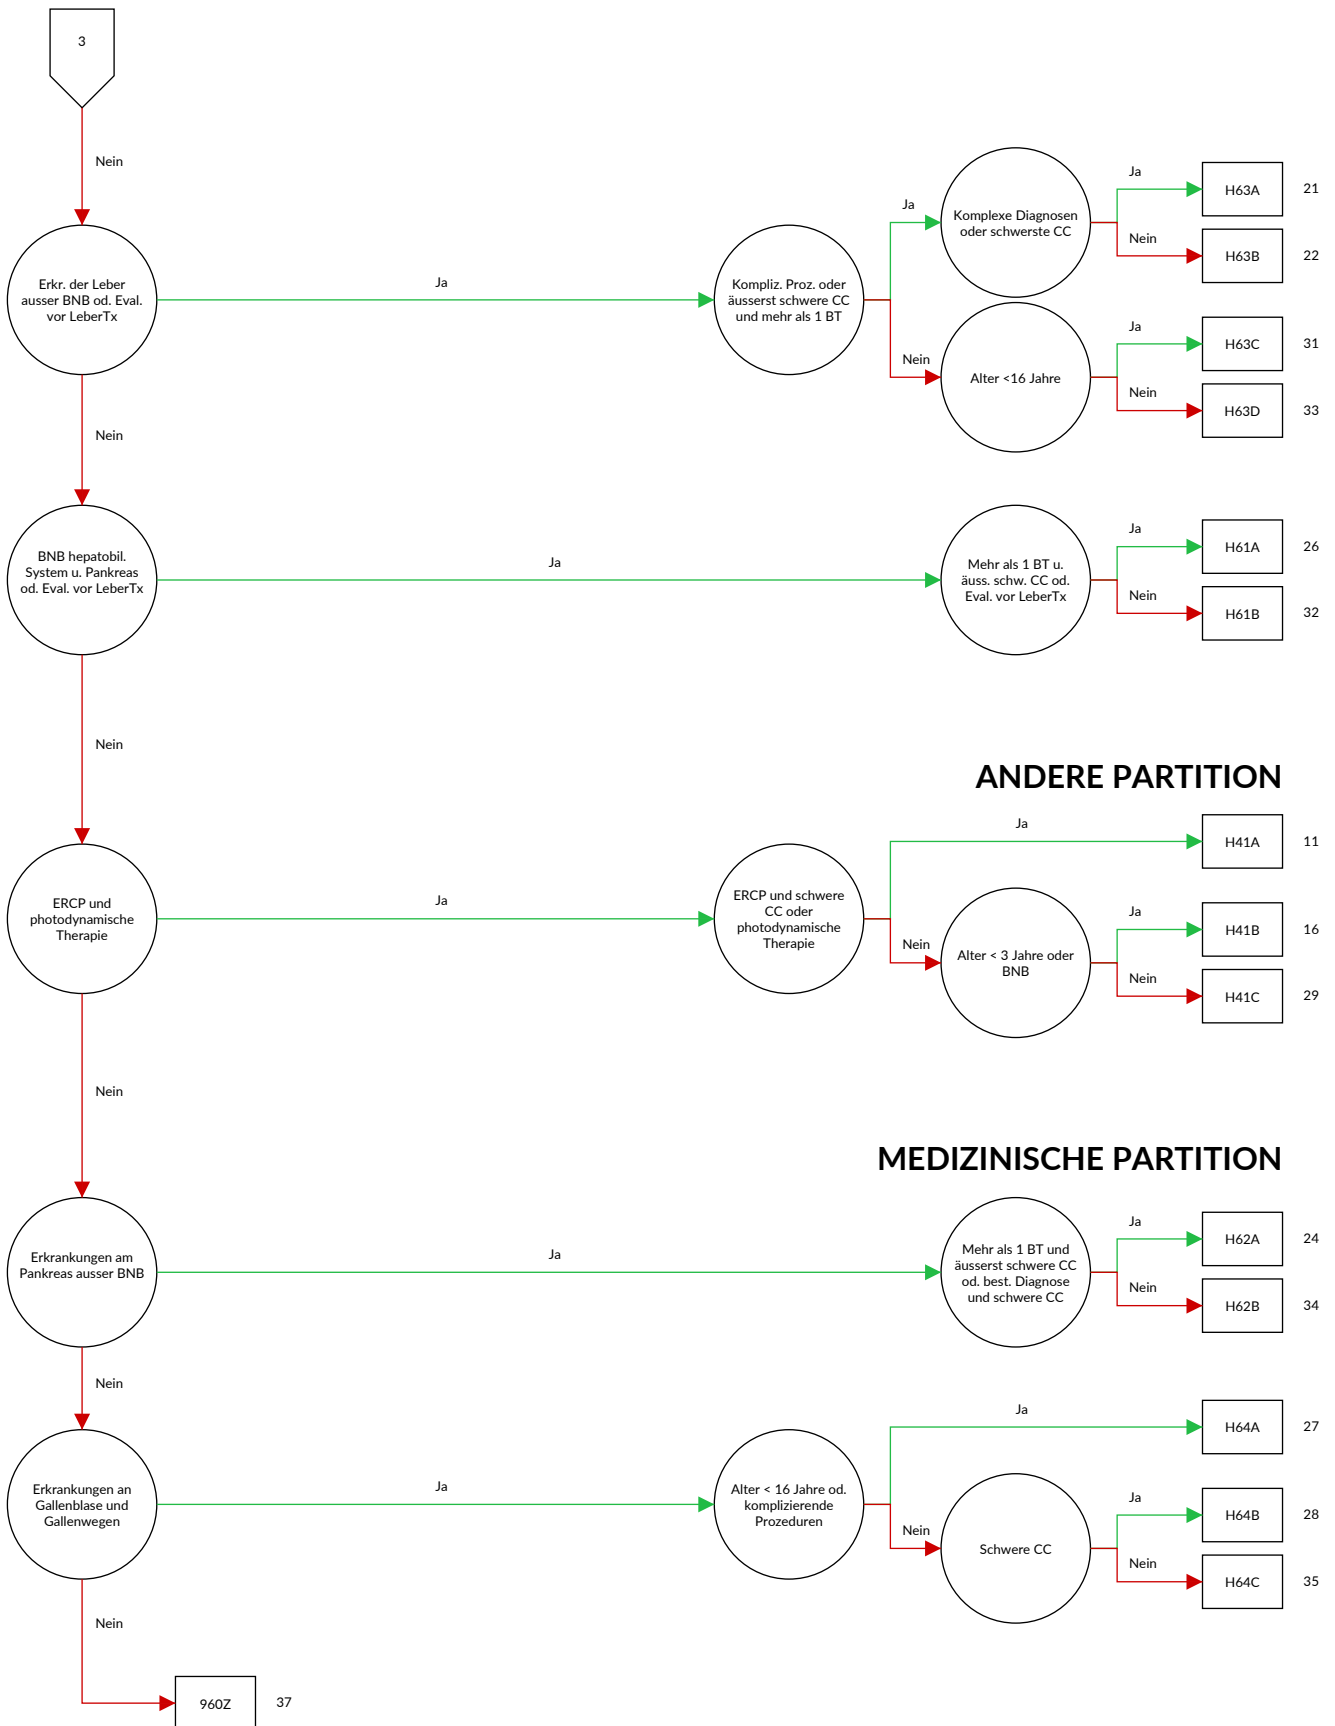 3
Nein
Erkr. der Leber
ausser BNB od. Eval.
vor LeberTx
Ja
Kompliz. Proz. oder
äusserst schwere CC
und mehr als 1 BT
Ja
Komplexe Diagnosen
oder schwerste CC
Ja
H63A
21
Nein
H63B
22
Nein
Alter <16 Jahre
Ja
H63C
31
Nein
H63D
33
Nein
BNB hepatobil.
System u. Pankreas
od. Eval. vor LeberTx
Ja
Mehr als 1 BT u.
äuss. schw. CC od.
Eval. vor LeberTx
Ja
H61A
26
Nein
H61B
32
Nein
ANDERE PARTITION
ERCP und
photodynamische
Therapie
Ja
ERCP und schwere
CC oder
photodynamische
Therapie
Ja
H41A
11
Nein
Alter < 3 Jahre oder
BNB
Ja
H41B
16
Nein
H41C
29
Nein
MEDIZINISCHE PARTITION
Erkrankungen am
Pankreas ausser BNB
Ja
Mehr als 1 BT und
äusserst schwere CC
od. best. Diagnose
und schwere CC
Ja
H62A
24
Nein
H62B
34
Nein
Erkrankungen an
Gallenblase und
Gallenwegen
Ja
Alter < 16 Jahre od.
komplizierende
Prozeduren
Ja
H64A
27
Nein
Schwere CC
Ja
H64B
28
Nein
H64C
35
Nein
960Z
37